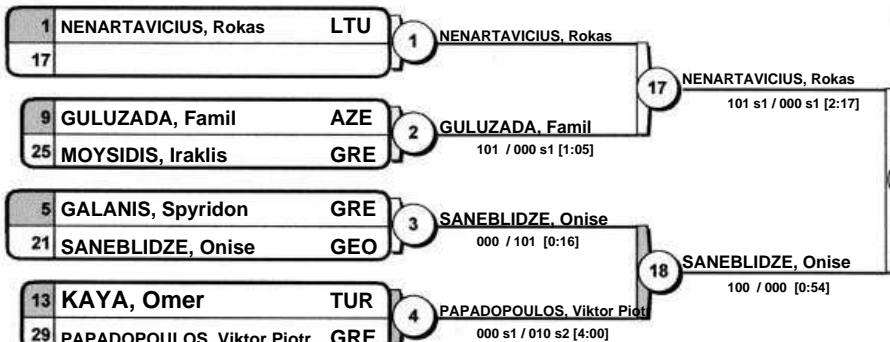 1 NENARTAVICIUS, Rokas LTU
17
1
NENARTAVICIUS, Rokas
9 GULUZADA, Famil AZE
25 MOYSIDIS, Iraklis GRE
2
GULUZADA, Famil
101 / 000 s1 [1:05]
17
NENARTAVICIUS, Rokas
101 s1 / 000 s1 [2:17]
5 GALANIS, Spyridon GRE
21 SANEBLIDZE, Onise GEO
3
SANEBLIDZE, Onise
000 / 101 [0:16]
13 KAYA, Omer TUR
29 PAPADOPOULOS, Viktor Piotr GRE
4
PAPADOPOULOS, Viktor Piotr
000 s1 / 010 s2 [4:00]
18
SANEBLIDZE, Onise
100 / 000 [0:54]